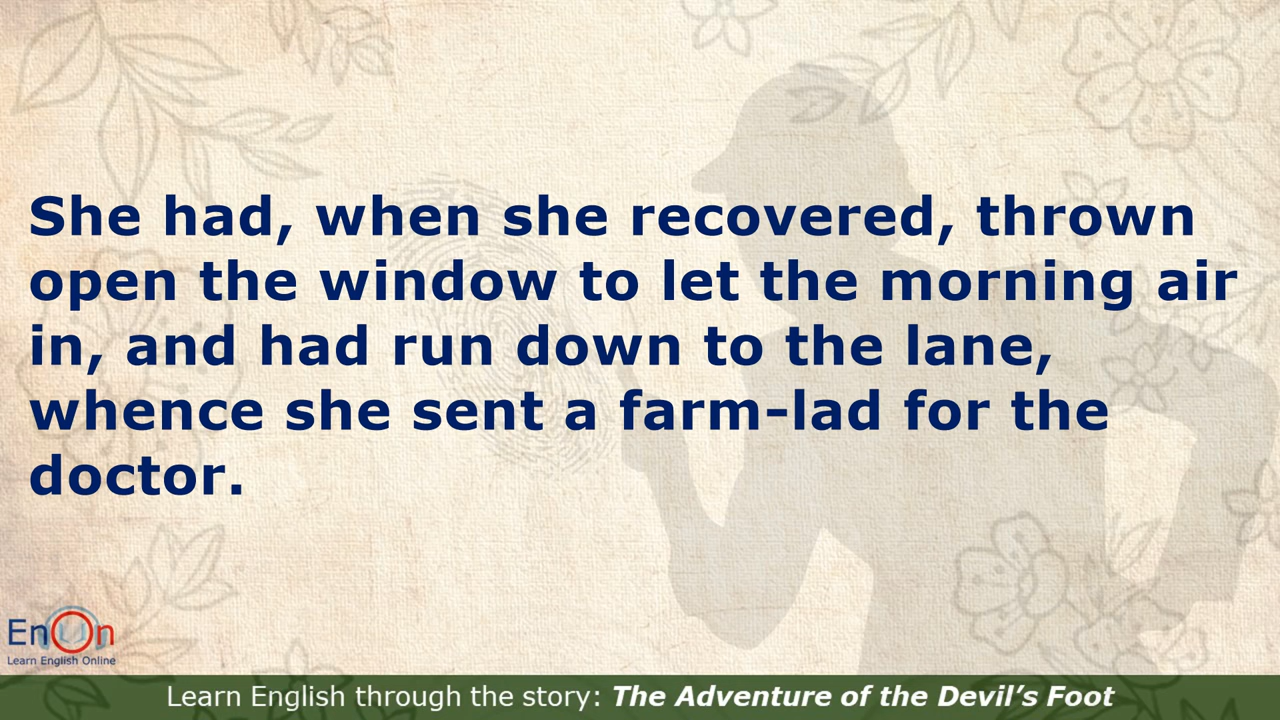 She had, when she recovered, thrown
open the window to let the morning air
in, and had run down to the lane,
whence she sent a farm-lad for the
doctor.
EnOn
Learn English Online
Learn English through the story: The Adventure of the Devil’s Foot